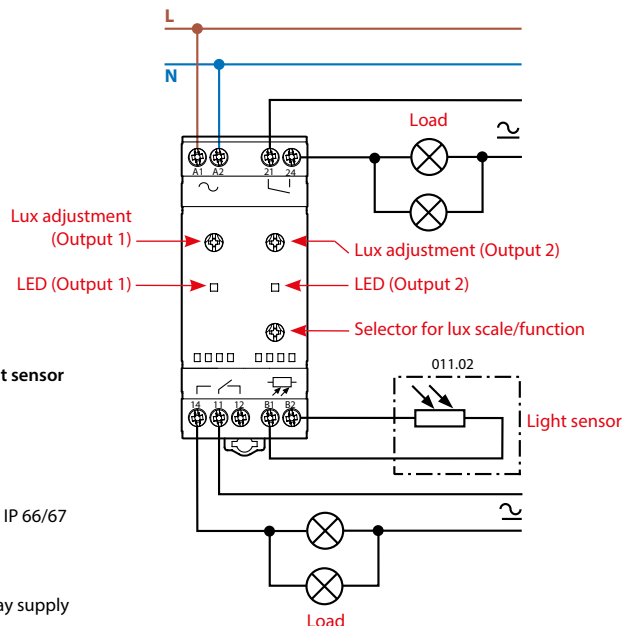 L
N
Load
A1 A2 21 24
Lux adjustment
(Output 1)
Lux adjustment (Output 2)
LED (Output 1)
LED (Output 2)
Selector for lux scale/function
t sensor
011.02
14 11 12 B1 B2
Light sensor
IP 66/67
ay supply
Load